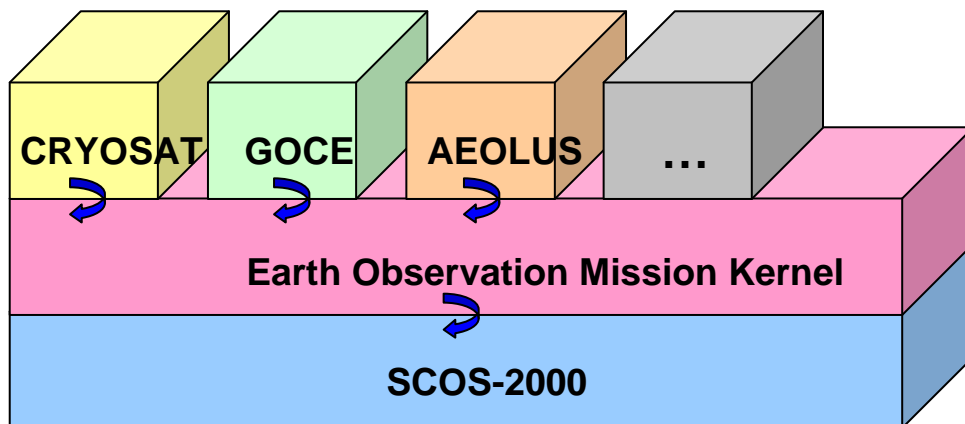 CRYOSAT GOCE AEOLUS ...
Earth Observation Mission Kernel
SCOS-2000